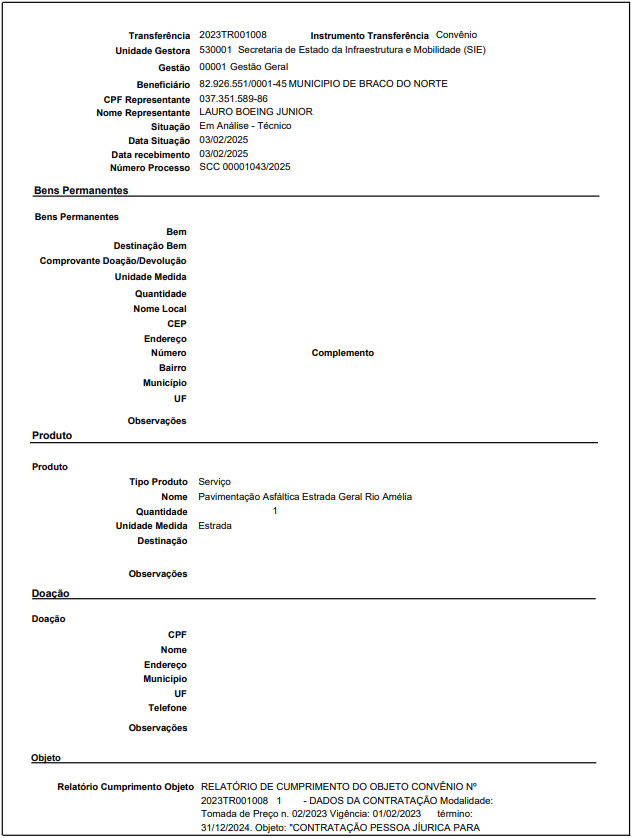 Transferência 2023TR001008 Instrumento Transferência Convênio
Unidade Gestora 530001 Secretaria de Estado da Infraestrutura e Mobilidade (SIE)
Gestão 00001 Gestão Geral
Beneficiário 82.926.551/0001-45 MUNICIPIO DE BRACO DO NORTE
CPF Representante 037.351.589-86
Nome Representante LAURO BOEING JUNIOR
Situação Em Análise - Técnico
Data Situação 03/02/2025
Data recebimento 03/02/2025
Número Processo SCC 00001043/2025
Bens Permanentes
Bens Permanentes
Bem
Destinação Bem
Comprovante Doação/Devolução
Unidade Medida
Quantidade
Nome Local
CEP
Endereço
Número Complemento
Bairro
Município
UF
Observações
Produto
Produto
Tipo Produto Serviço
Nome Pavimentação Asfáltica Estrada Geral Rio Amélia
Quantidade 1
Unidade Medida Estrada
Destinação
Observações
Doação
Doação
CPF
Nome
Endereço
Município
UF
Telefone
Observações
Objeto
Relatório Cumprimento Objeto RELATÓRIO DE CUMPRIMENTO DO OBJETO CONVÊNIO Nº
2023TR001008 1 - DADOS DA CONTRATAÇÃO Modalidade:
Tomada de Preço n. 02/2023 Vigência: 01/02/2023 término:
31/12/2024. Objeto: "CONTRATAÇÃO PESSOA JÍURICA PARA